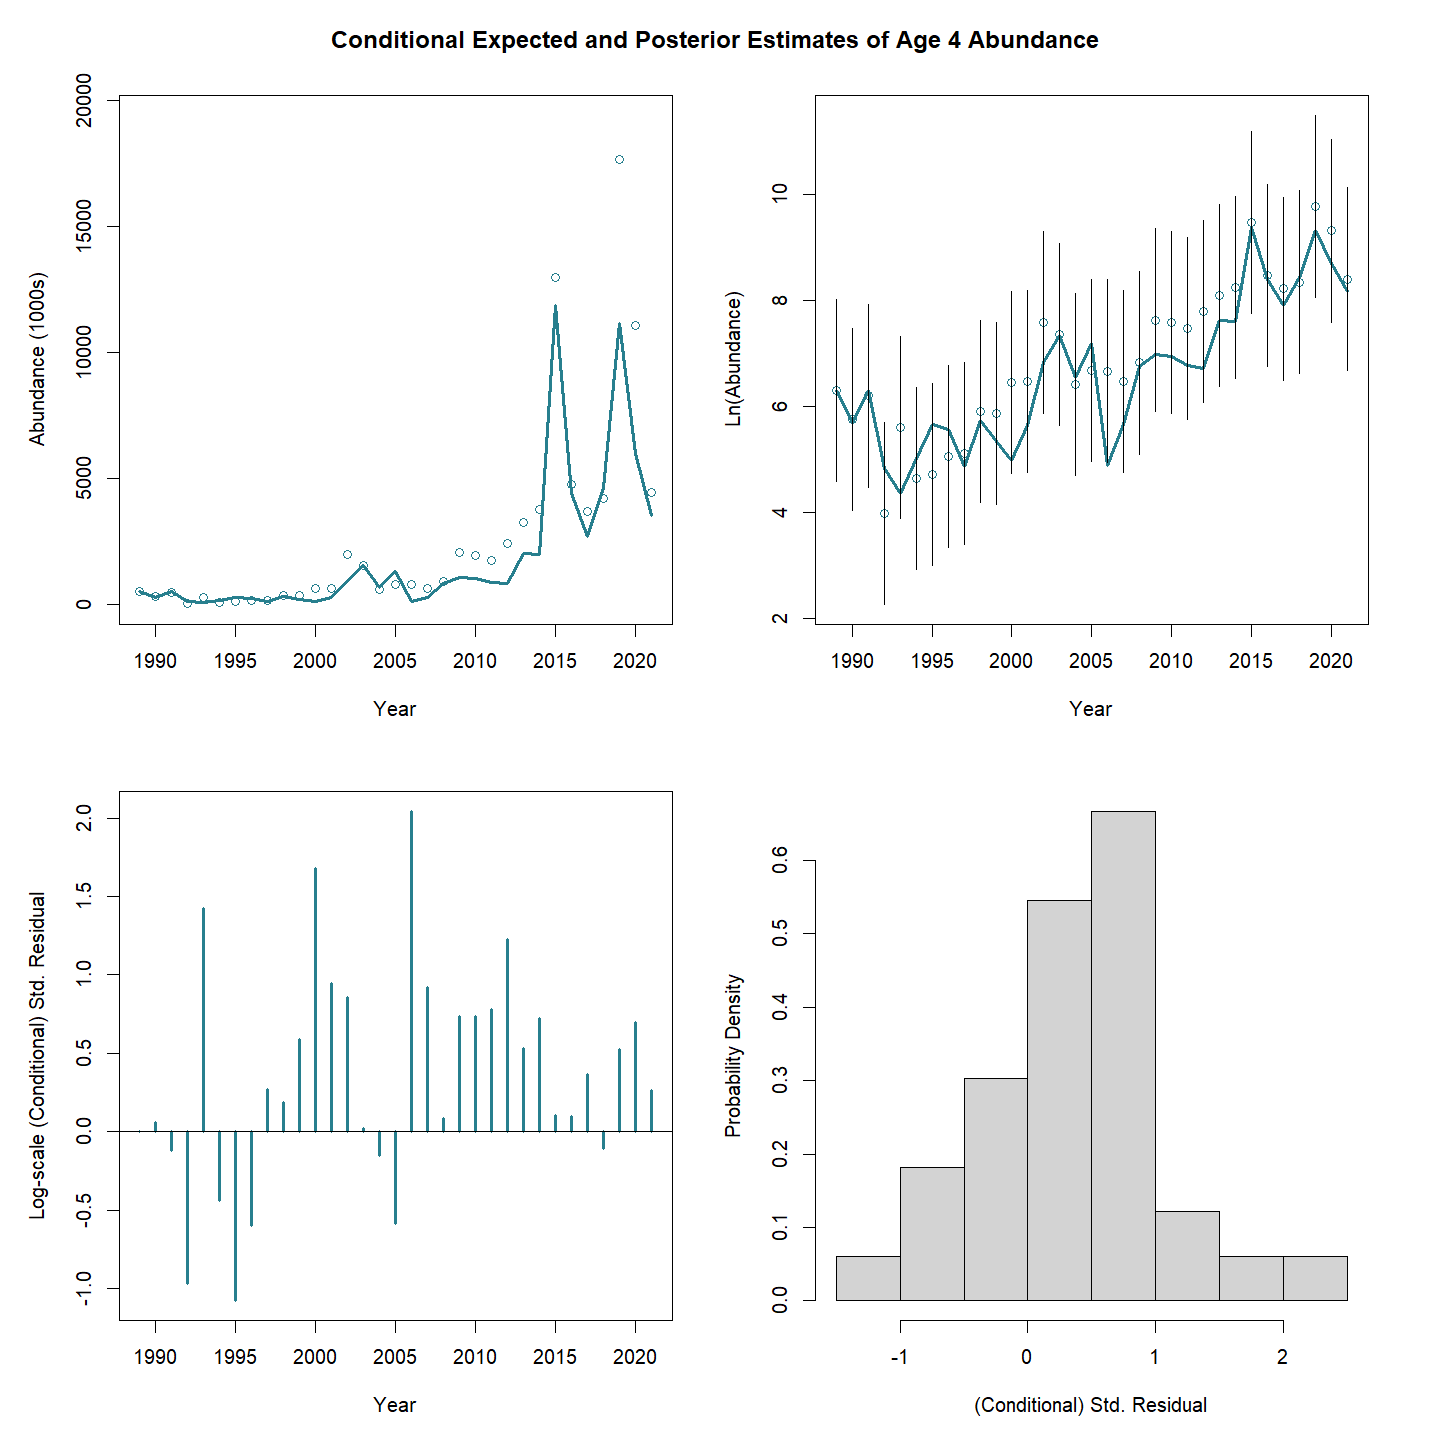 Conditional Expected and Posterior Estimates of Age 4 Abundance
Abundance (1000s)
20000
15000
10000
5000
0
1990 1995 2000 2005 2010 2015 2020
Year
Ln(Abundance)
10
8
6
4
2
1990 1995 2000 2005 2010 2015 2020
Year
Log-scale (Conditional) Std. Residual
2.0
1.5
1.0
0.5
0.0
-0.5
-1.0
1990 1995 2000 2005 2010 2015 2020
Year
Probability Density
0.6
0.5
0.4
0.3
0.2
0.1
0.0
-1 0 1 2
(Conditional) Std. Residual